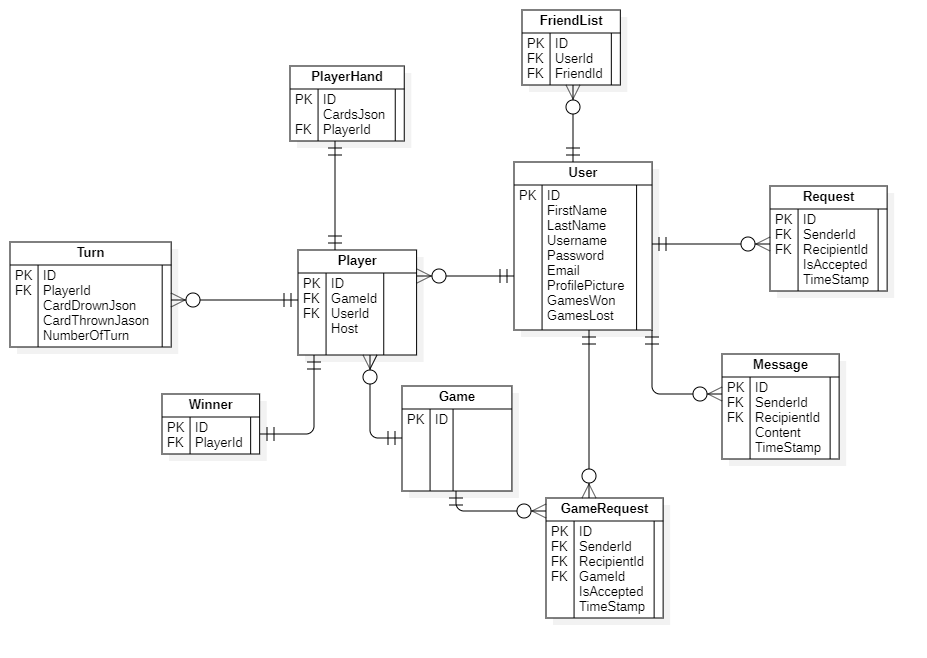 FriendList
PK ID
FK UserId
FK FriendId
PlayerHand
PK ID
CardsJson
FK PlayerId
User
PK ID
FirstName
LastName
Username
Password
Email
ProfilePicture
GamesWon
GamesLost
Request
PK ID
FK SenderId
FK RecipientId
IsAccepted
TimeStamp
Turn
PK ID
FK PlayerId
CardDrownJson
CardThrownJason
NumberOfTurn
Player
PK ID
FK GameId
FK UserId
Host
Message
PK ID
FK SenderId
FK RecipientId
Content
TimeStamp
Winner
PK ID
FK PlayerId
Game
PK ID
GameRequest
PK ID
FK SenderId
FK RecipientId
FK GameId
IsAccepted
TimeStamp